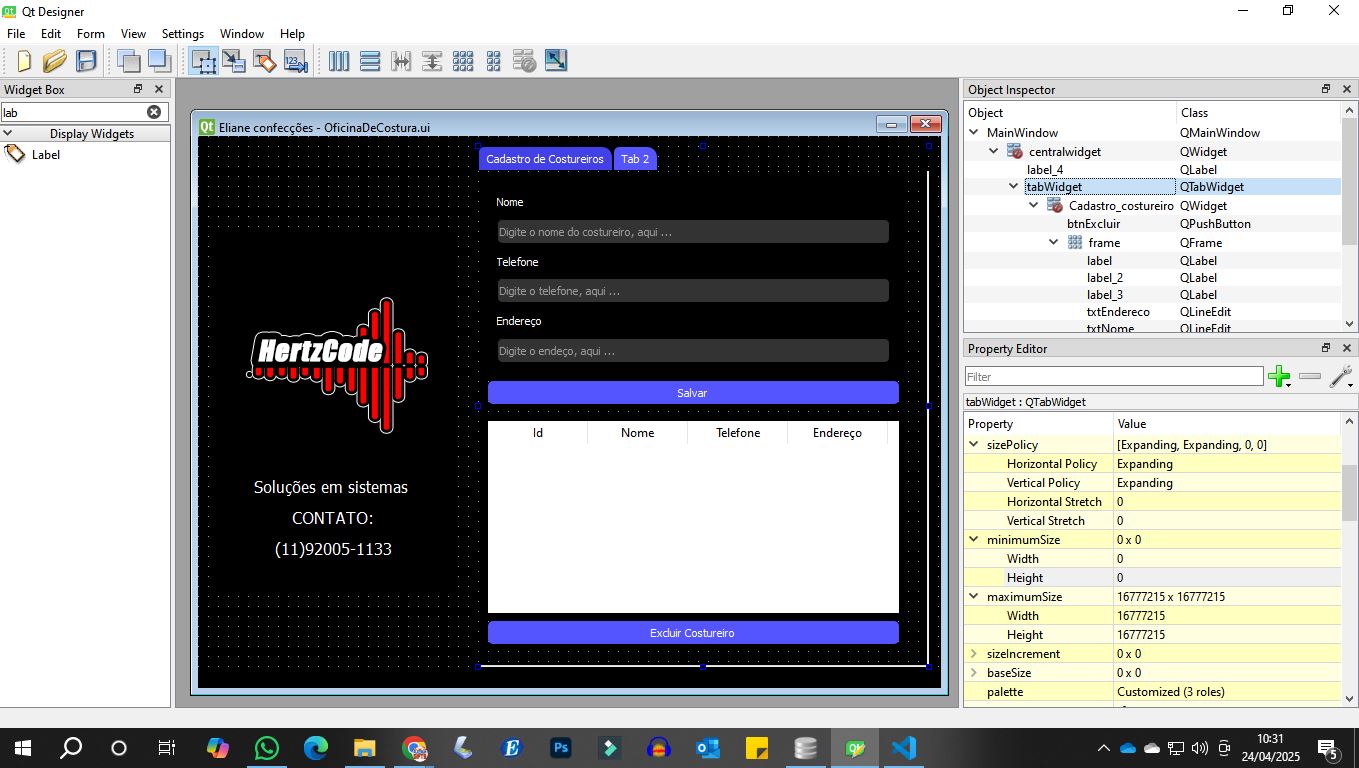 Qt Designer
File Edit Form View Settings Window Help
Widget Box
lab
Display Widgets
Label
Qt Eliane confecções - OficinaDeCostura.ui
Cadastro de Costureiros Tab 2
Nome
Digite o nome do costureiro, aqui ...
Telefone
Digite o telefone, aqui ...
Endereço
Digite o endeço, aqui ...
Salvar
Id Nome Telefone Endereço
Excluir Costureiro
HertzCode
Soluções em sistemas
CONTATO:
(11)92005-1133
Object Inspector
Object Class
MainWindow QMainWindow
centralwidget QWidget
label_4 QLabel
tabWidget QTabWidget
Cadastro_costureiro QWidget
btnExcluir QPushButton
frame QFrame
label QLabel
label_2 QLabel
label_3 QLabel
txtEndereco QLineEdit
txtNome QLineEdit
Property Editor
Filter
tabWidget : QTabWidget
Property Value
sizePolicy [Expanding, Expanding, 0, 0]
Horizontal Policy Expanding
Vertical Policy Expanding
Horizontal Stretch 0
Vertical Stretch 0
minimumSize 0 x 0
Width 0
Height 0
maximumSize 16777215 x 16777215
Width 16777215
Height 16777215
sizeIncrement 0 x 0
baseSize 0 x 0
palette Customized (3 roles)
Ps
10:31
24/04/2025
5